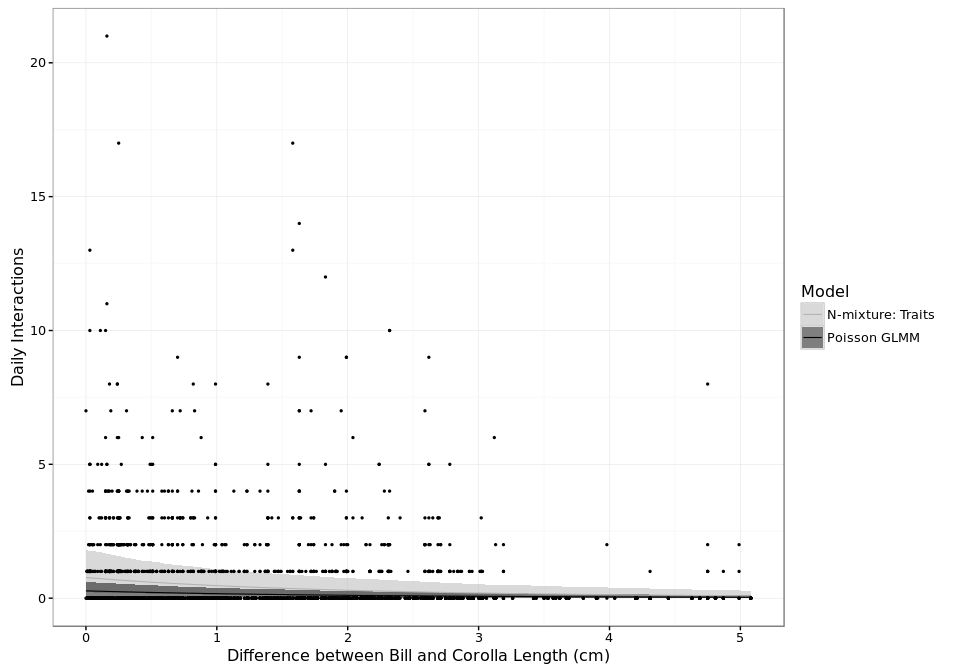 20
15
10
5
0
Daily Interactions
0 1 2 3 4 5
Difference between Bill and Corolla Length (cm)
Model
N-mixture: Traits
Poisson GLMM